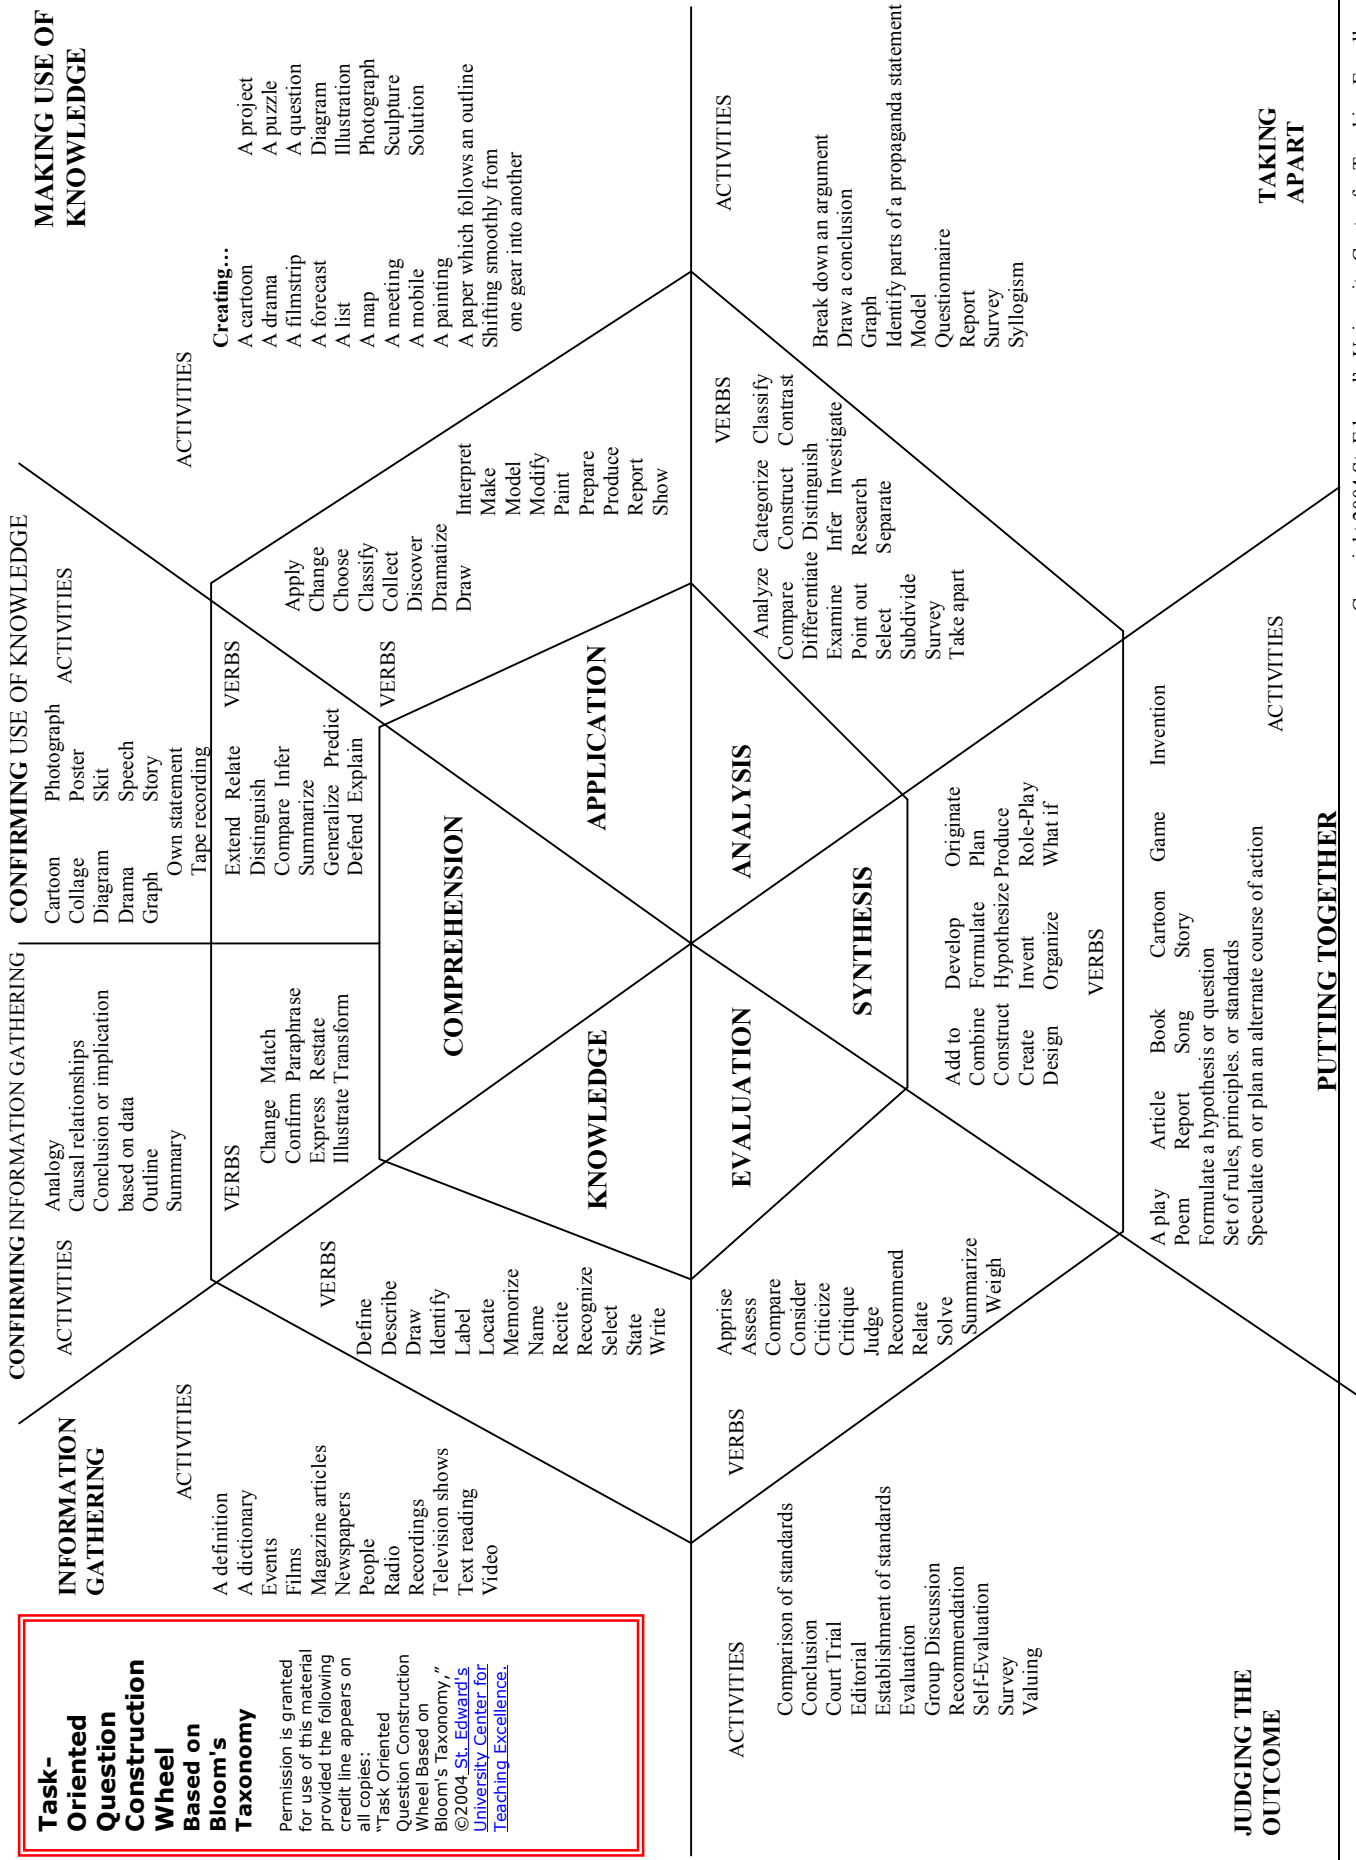 Task-
Oriented
Question
Construction
Wheel
Based on
Bloom's
Taxonomy
Permission is granted
for use of this material
provided the following
credit line appears on
all copies:
"Task Oriented
Question Construction
Wheel Based on
Bloom's Taxonomy,"
©2004 St. Edward's
University Center for
Teaching Excellence.
INFORMATION
GATHERING
ACTIVITIES
A definition
A dictionary
Events
Films
Magazine articles
Newspapers
People
Radio
Recordings
Television shows
Text reading
Video
VERBS
Define
Describe
Draw
Identify
Label
Locate
Memorize
Name
Recite
Recognize
Select
State
Write
KNOWLEDGE
CONFIRMING INFORMATION GATHERING
ACTIVITIES
Analogy
Causal relationships
Conclusion or implication
based on data
Outline
Summary
VERBS
Change Match
Confirm Paraphrase
Express Restate
Illustrate Transform
COMPREHENSION
CONFIRMING USE OF KNOWLEDGE
ACTIVITIES
Cartoon Photograph
Collage Poster
Diagram Skit
Drama Speech
Graph Story
Own statement
Tape recording
VERBS
Extend Relate
Distinguish
Compare Infer
Summarize
Generalize Predict
Defend Explain
MAKING USE OF
KNOWLEDGE
ACTIVITIES
Creating…
A cartoon A project
A drama A puzzle
A filmstrip A question
A forecast Diagram
A list Illustration
A map Photograph
A meeting Sculpture
A mobile Solution
A painting
A paper which follows an outline
Shifting smoothly from
one gear into another
VERBS
Apply
Change
Choose
Classify
Collect
Discover
Dramatize
Draw
Interpret
Make
Model
Modify
Paint
Prepare
Produce
Report
Show
APPLICATION
ANALYSIS
VERBS
Analyze Categorize Classify
Compare Construct Contrast
Differentiate Distinguish
Examine Infer Investigate
Point out Research
Select Separate
Subdivide
Survey
Take apart
ACTIVITIES
Break down an argument
Draw a conclusion
Graph
Identify parts of a propaganda statement
Model
Questionnaire
Report
Survey
Syllogism
TAKING
APART
SYNTHESIS
Add to Develop Originate
Combine Formulate Plan
Construct Hypothesize Produce
Create Invent Role-Play
Design Organize What if
VERBS
A play Article Book Cartoon Game Invention
Poem Report Song Story
Formulate a hypothesis or question
Set of rules, principles. or standards
Speculate on or plan an alternate course of action
ACTIVITIES
PUTTING TOGETHER
EVALUATION
VERBS
Apprise
Assess
Compare
Consider
Criticize
Critique
Judge
Recommend
Relate
Solve
Summarize
Weigh
ACTIVITIES
Comparison of standards
Conclusion
Court Trial
Editorial
Establishment of standards
Evaluation
Group Discussion
Recommendation
Self-Evaluation
Survey
Valuing
JUDGING THE
OUTCOME